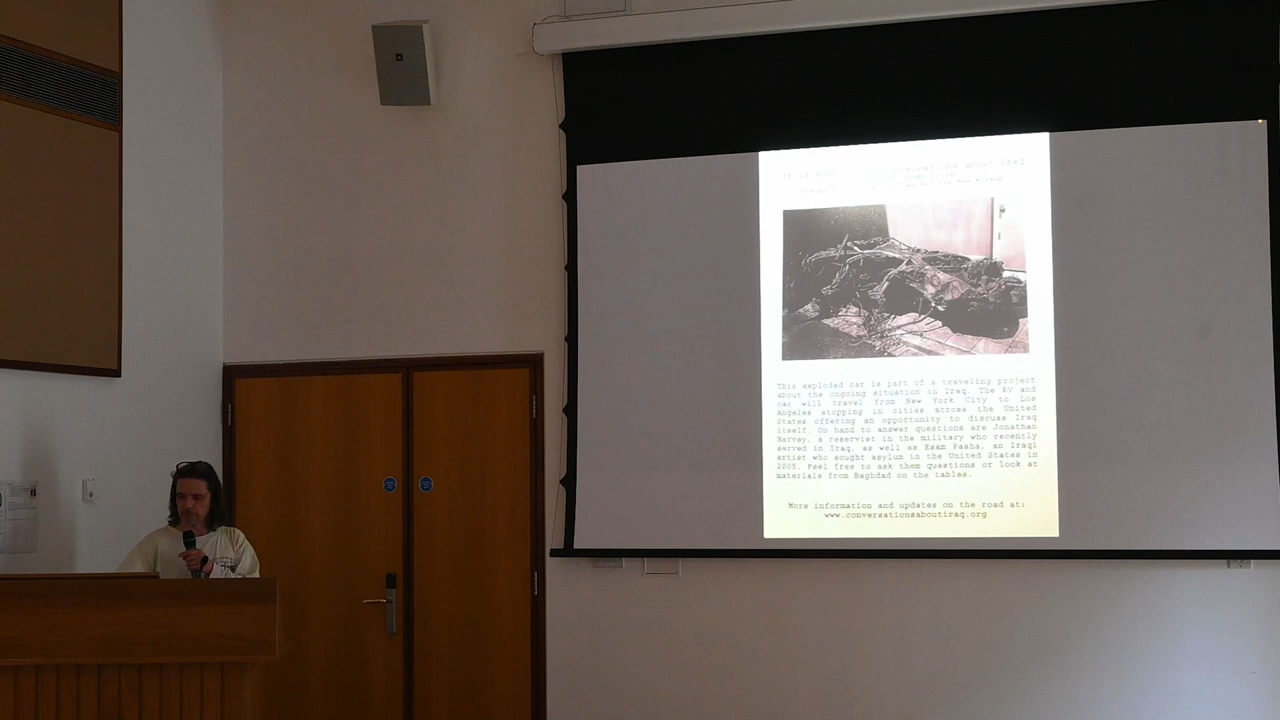 about Iraq
This exploded car is part of a traveling project
about the ongoing situation in Iraq. The RV and
car will travel from New York City to Los
Angeles stopping in cities across the United
States offering an opportunity to discuss Iraq
itself. On hand to answer questions are Jonathan
Harvey, a reservist in the military who recently
served in Iraq, as well as Esam Pasha, an Iraqi
artist who sought asylum in the United States in
2005. Feel free to ask them questions or look at
materials from Baghdad on the tables.
More information and updates on the road at:
www.conversationsaboutiraq.org